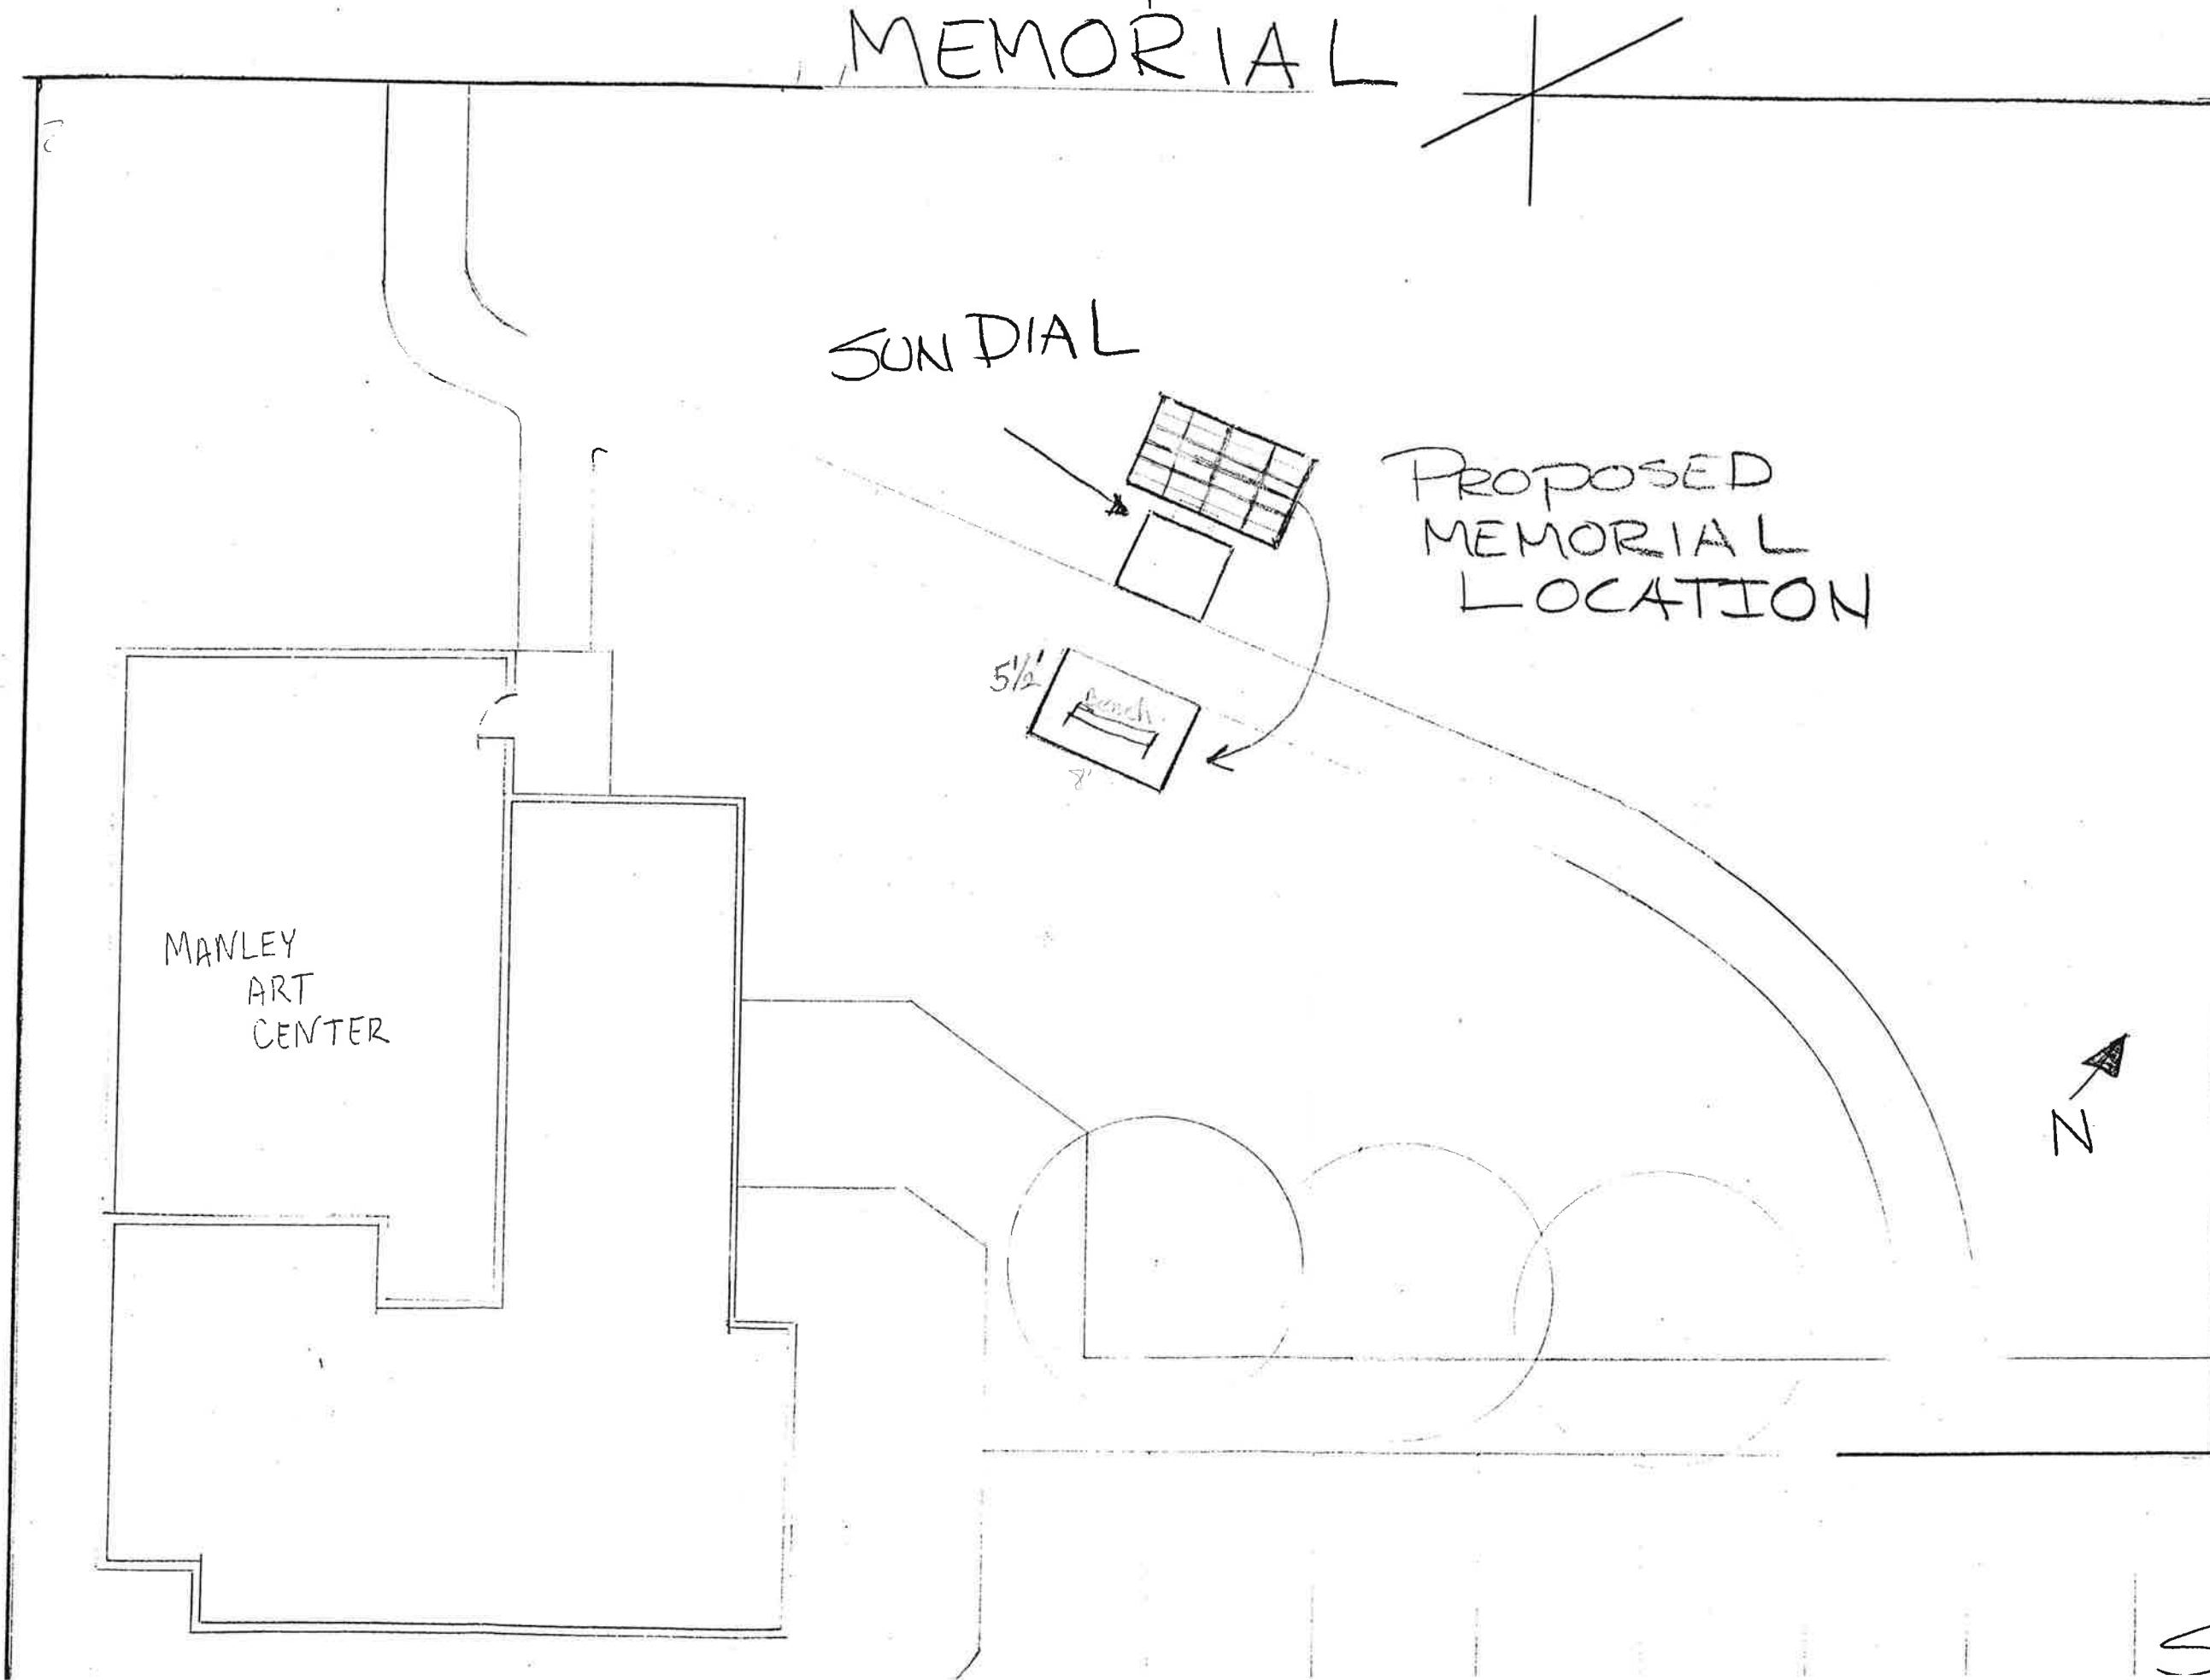 MEMORIAL
SUN DIAL
PROPOSED
MEMORIAL
LOCATION
5½'
Bench
8'
MANLEY
ART
CENTER
N